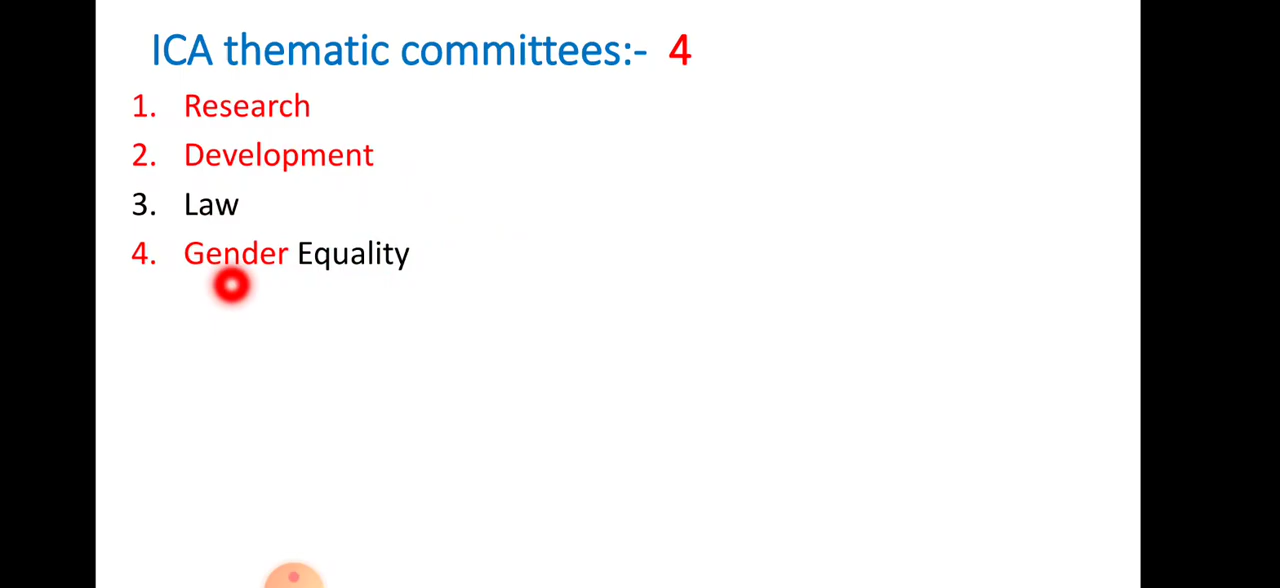 ICA thematic committees:- 4
1. Research
2. Development
3. Law
4. Gender Equality